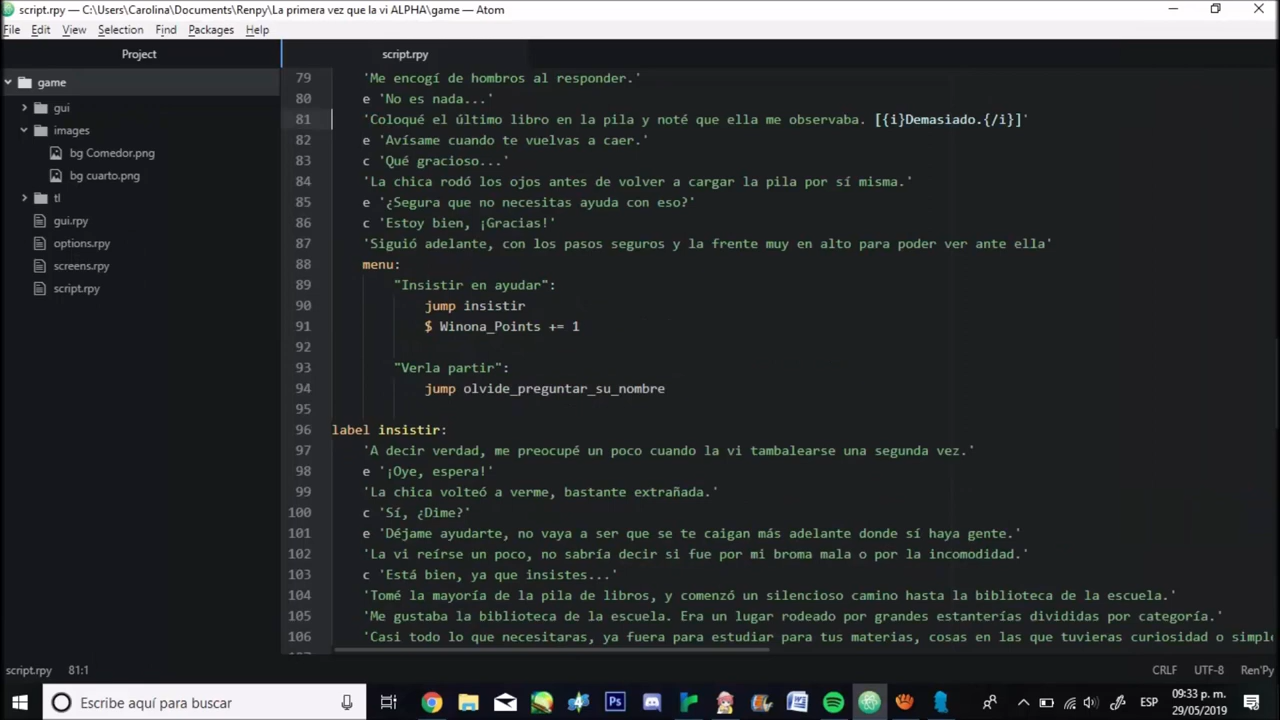 script.rpy — C:\Users\Carolina\Documents\Renpy\La primera vez que la vi ALPHA\game — Atom
File Edit View Selection Find Packages Help
Project
script.rpy
game
gui
images
bg Comedor.png
bg cuarto.png
tl
gui.rpy
options.rpy
screens.rpy
script.rpy
79 'Me encogí de hombros al responder.'
80 e 'No es nada...'
81 'Coloqué el último libro en la pila y noté que ella me observaba. [{i}Demasiado.{/i}]'
82 e 'Avísame cuando te vuelvas a caer.'
83 c 'Qué gracioso...'
84 'La chica rodó los ojos antes de volver a cargar la pila por sí misma.'
85 e '¿Segura que no necesitas ayuda con eso?'
86 c 'Estoy bien, ¡Gracias!'
87 'Siguió adelante, con los pasos seguros y la frente muy en alto para poder ver ante ella'
88 menu:
89 "Insistir en ayudar":
90 jump insistir
91 $ Winona_Points += 1
92
93 "Verla partir":
94 jump olvide_preguntar_su_nombre
95
96 label insistir:
97 'A decir verdad, me preocupé un poco cuando la vi tambalearse una segunda vez.'
98 e '¡Oye, espera!'
99 'La chica volteó a verme, bastante extrañada.'
100 c 'Sí, ¿Dime?'
101 e 'Déjame ayudarte, no vaya a ser que se te caigan más adelante donde sí haya gente.'
102 'La vi reírse un poco, no sabría decir si fue por mi broma mala o por la incomodidad.'
103 c 'Está bien, ya que insistes...'
104 'Tomé la mayoría de la pila de libros, y comenzó un silencioso camino hasta la biblioteca de la escuela.'
105 'Me gustaba la biblioteca de la escuela. Era un lugar rodeado por grandes estanterías divididas por categoría.'
106 'Casi todo lo que necesitaras, ya fuera para estudiar para tus materias, cosas en las que tuvieras curiosidad o simple
script.rpy 81:1 CRLF UTF-8 Ren'Py
Escribe aquí para buscar
Ps
ESP
09:33 p. m.
29/05/2019